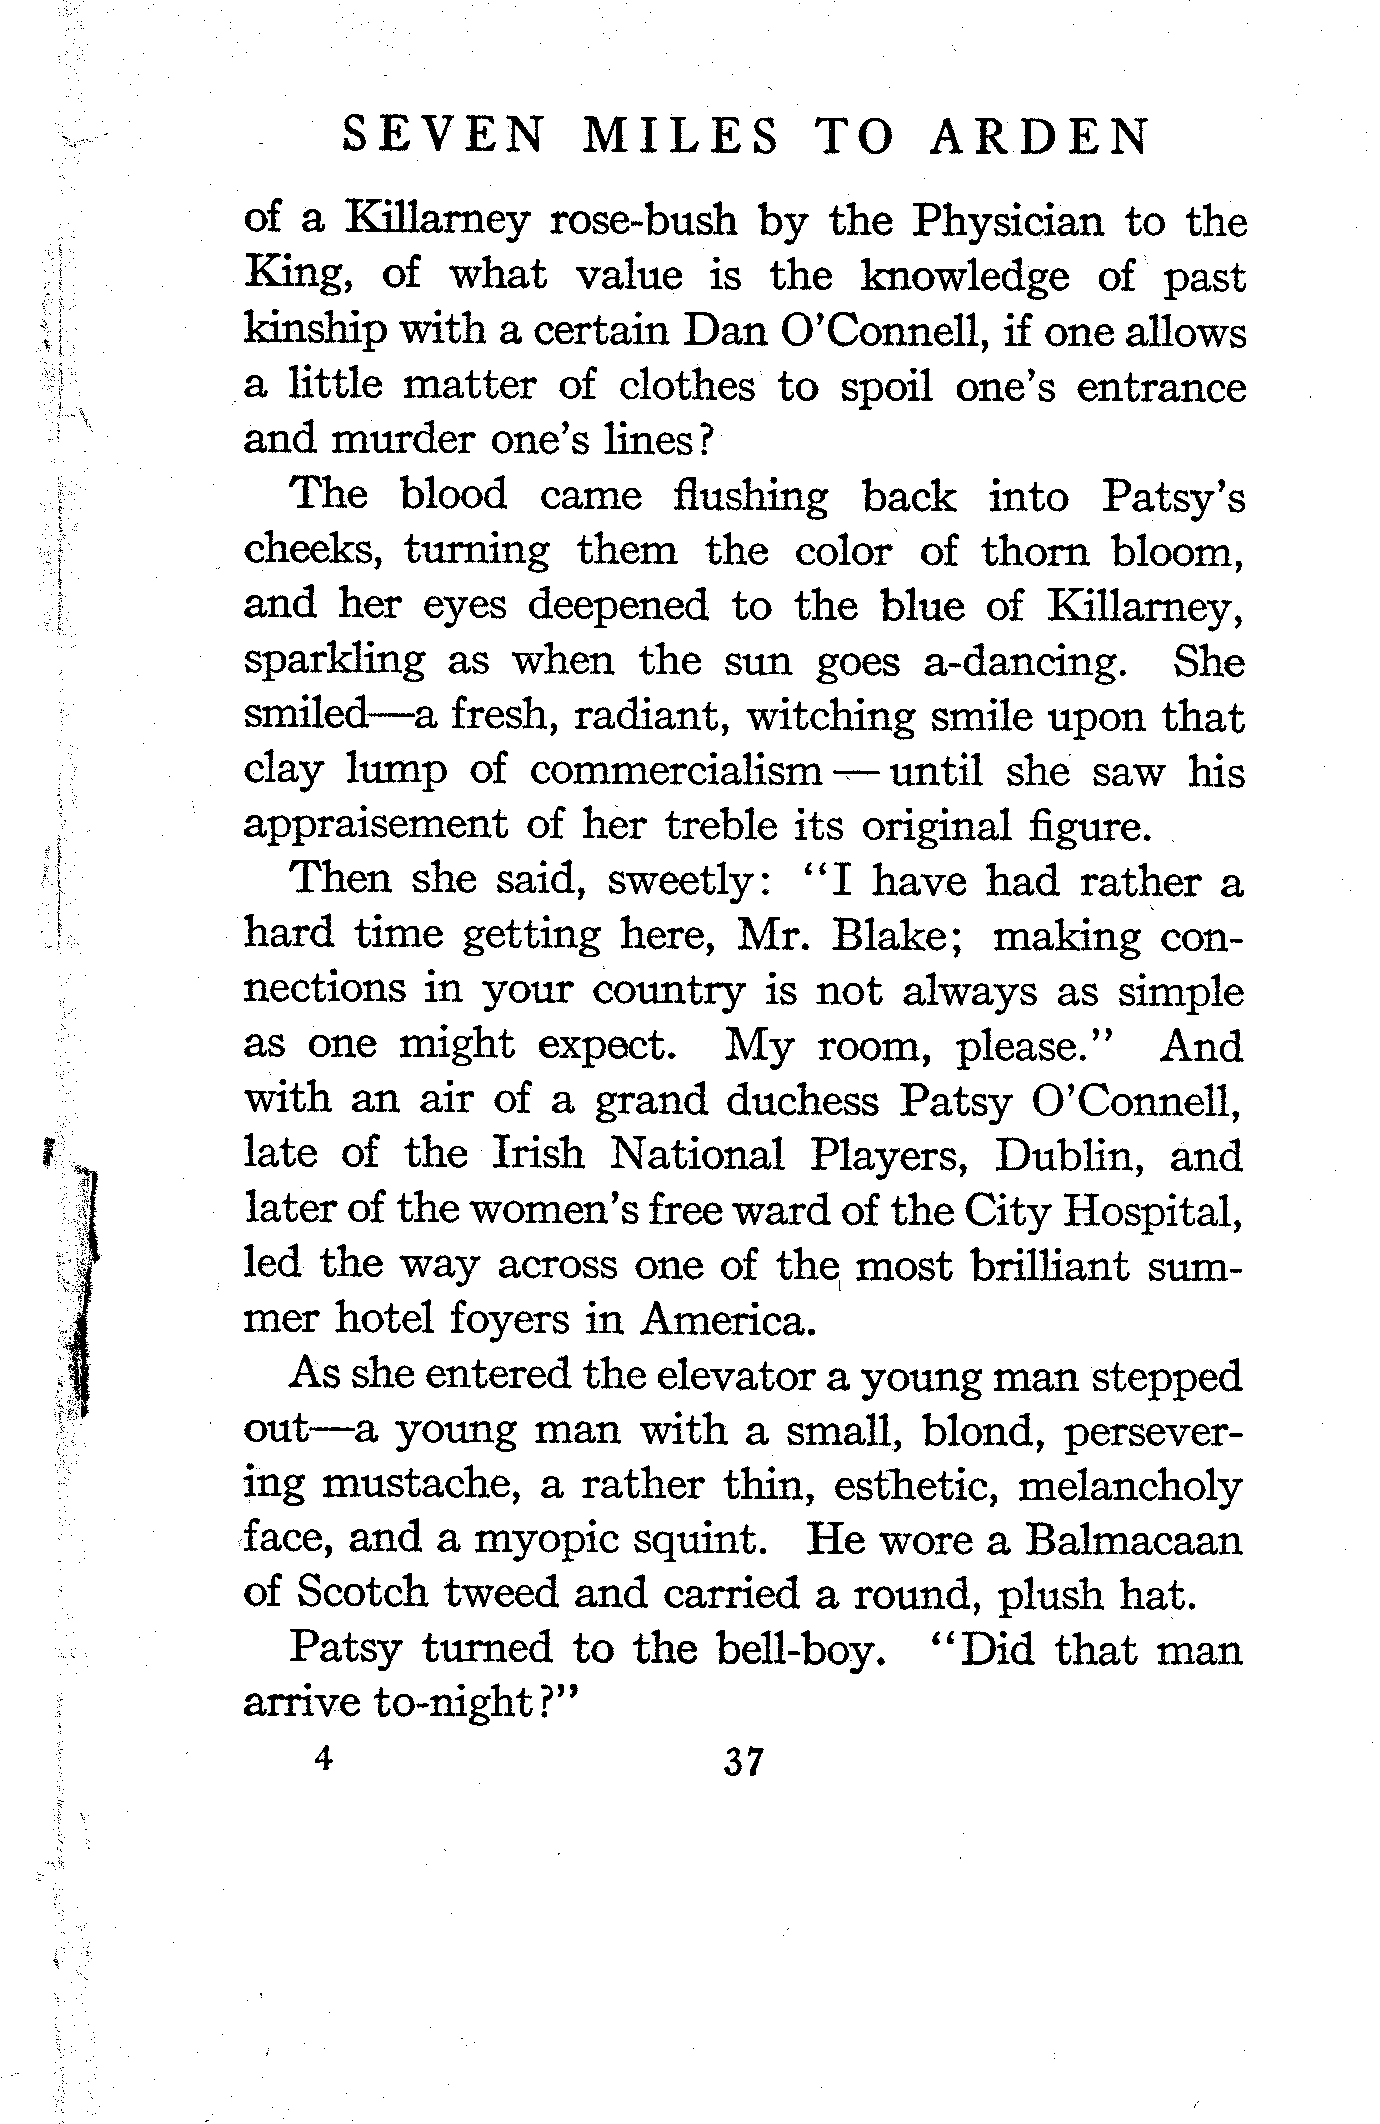 SEVEN MILES TO ARDEN
of a Killarney rose-bush by the Physician to the
King, of what value is the knowledge of past
kinship with a certain Dan O'Connell, if one allows
a little matter of clothes to spoil one's entrance
and murder one's lines?
The blood came flushing back into Patsy's
cheeks, turning them the color of thorn bloom,
and her eyes deepened to the blue of Killarney,
sparkling as when the sun goes a-dancing. She
smiled—a fresh, radiant, witching smile upon that
clay lump of commercialism—until she saw his
appraisement of her treble its original figure.
Then she said, sweetly: "I have had rather a
hard time getting here, Mr. Blake; making con-
nections in your country is not always as simple
as one might expect. My room, please." And
with an air of a grand duchess Patsy O'Connell,
late of the Irish National Players, Dublin, and
later of the women's free ward of the City Hospital,
led the way across one of the most brilliant sum-
mer hotel foyers in America.
As she entered the elevator a young man stepped
out—a young man with a small, blond, persever-
ing mustache, a rather thin, esthetic, melancholy
face, and a myopic squint. He wore a Balmacaan
of Scotch tweed and carried a round, plush hat.
Patsy turned to the bell-boy. "Did that man
arrive to-night?"
4 37